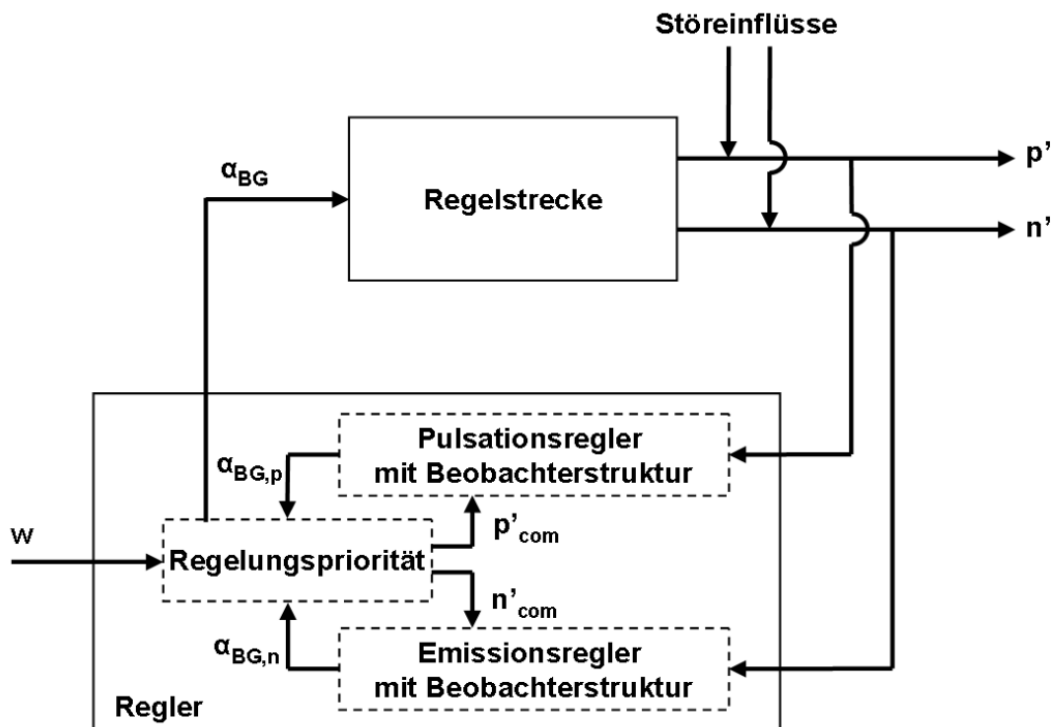 Störeinflüsse
p'
α_BG
Regelstrecke
n'
Pulsationsregler
mit Beobachterstruktur
α_BG,p
p'_com
w
Regelungspriorität
n'_com
α_BG,n
Emissionsregler
mit Beobachterstruktur
Regler